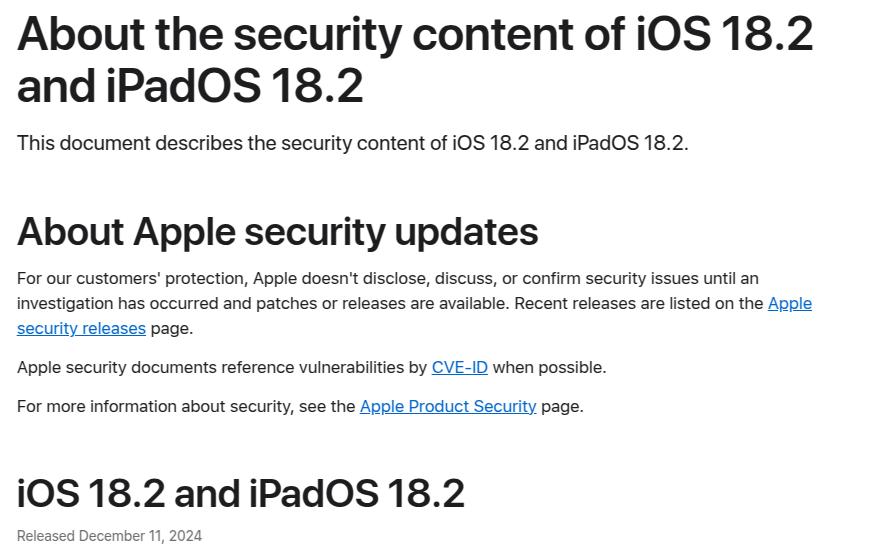 About the security content of iOS 18.2
and iPadOS 18.2
This document describes the security content of iOS 18.2 and iPadOS 18.2.
About Apple security updates
For our customers' protection, Apple doesn't disclose, discuss, or confirm security issues until an
investigation has occurred and patches or releases are available. Recent releases are listed on the Apple
security releases page.
Apple security documents reference vulnerabilities by CVE-ID when possible.
For more information about security, see the Apple Product Security page.
iOS 18.2 and iPadOS 18.2
Released December 11, 2024